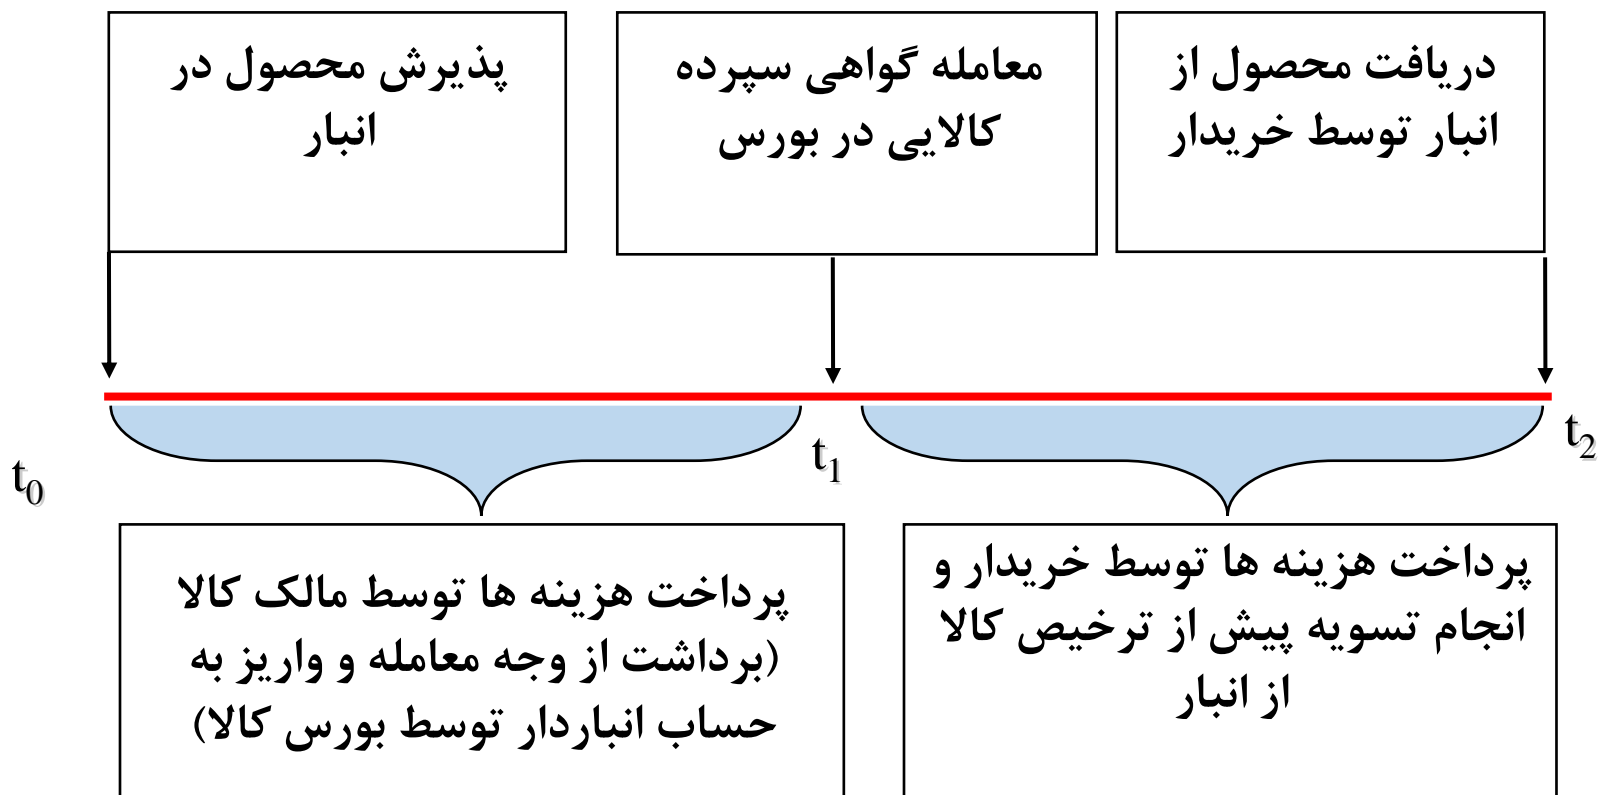 پذیرش محصول در
انبار
معامله گواهی سپرده
کالایی در بورس
دریافت محصول از
انبار توسط خریدار
t0
t1
t2
پرداخت هزینه ها توسط مالک کالا
(برداشت از وجه معامله و واریز به
حساب انباردار توسط بورس کالا)
پرداخت هزینه ها توسط خریدار و
انجام تسویه پیش از ترخیص کالا
از انبار